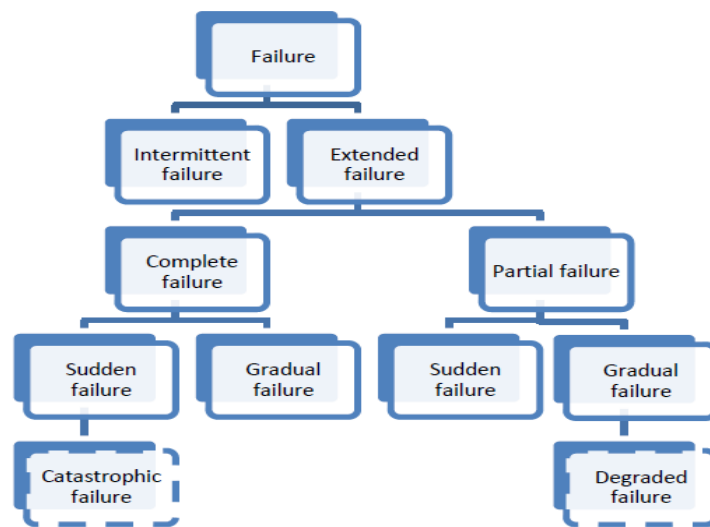 Failure
Intermittent
failure
Extended
failure
Complete
failure
Partial failure
Sudden
failure
Gradual
failure
Sudden
failure
Gradual
failure
Catastrophic
failure
Degraded
failure